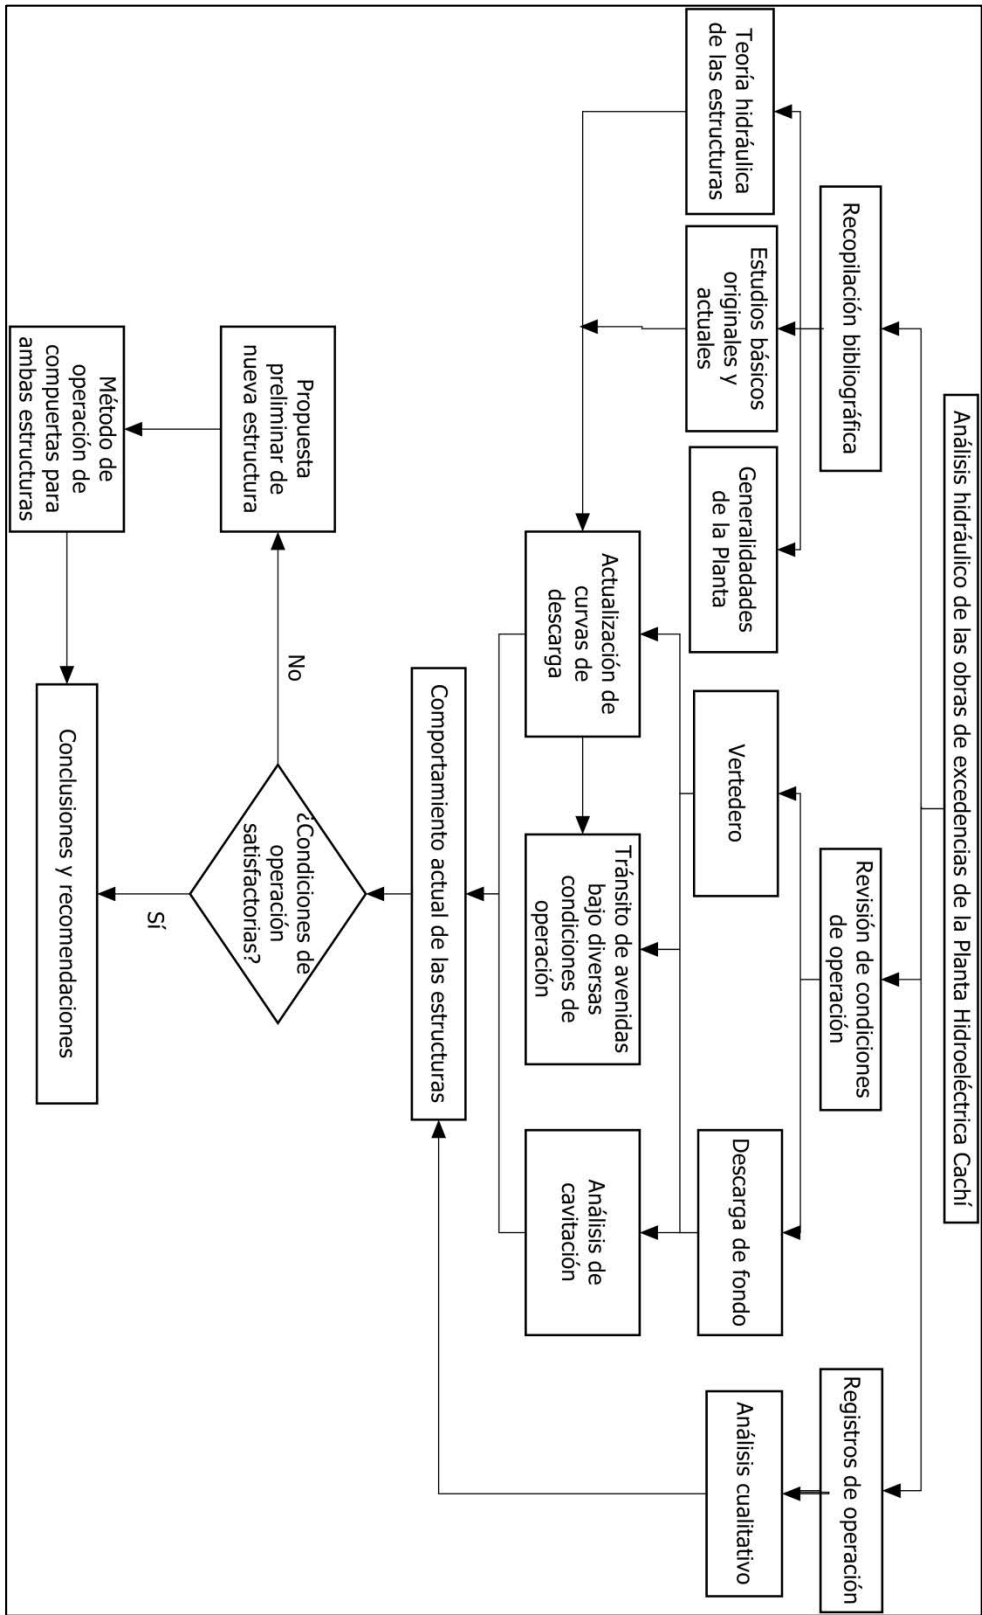 Análisis hidráulico de las obras de excedencias de la Planta Hidroeléctrica Cachí
Recopilación bibliográfica
Revisión de condiciones
de operación
Registros de operación
Teoría hidráulica
de las estructuras
Estudios básicos
originales y
actuales
Generalidades
de la Planta
Vertedero
Descarga de fondo
Análisis cualitativo
Actualización de
curvas de
descarga
Tránsito de avenidas
bajo diversas
condiciones de
operación
Análisis de
cavitación
Comportamiento actual de las estructuras
¿Condiciones de
operación
satisfactorias?
No
Sí
Propuesta
preliminar de
nueva estructura
Método de
operación de
compuertas para
ambas estructuras
Conclusiones y recomendaciones